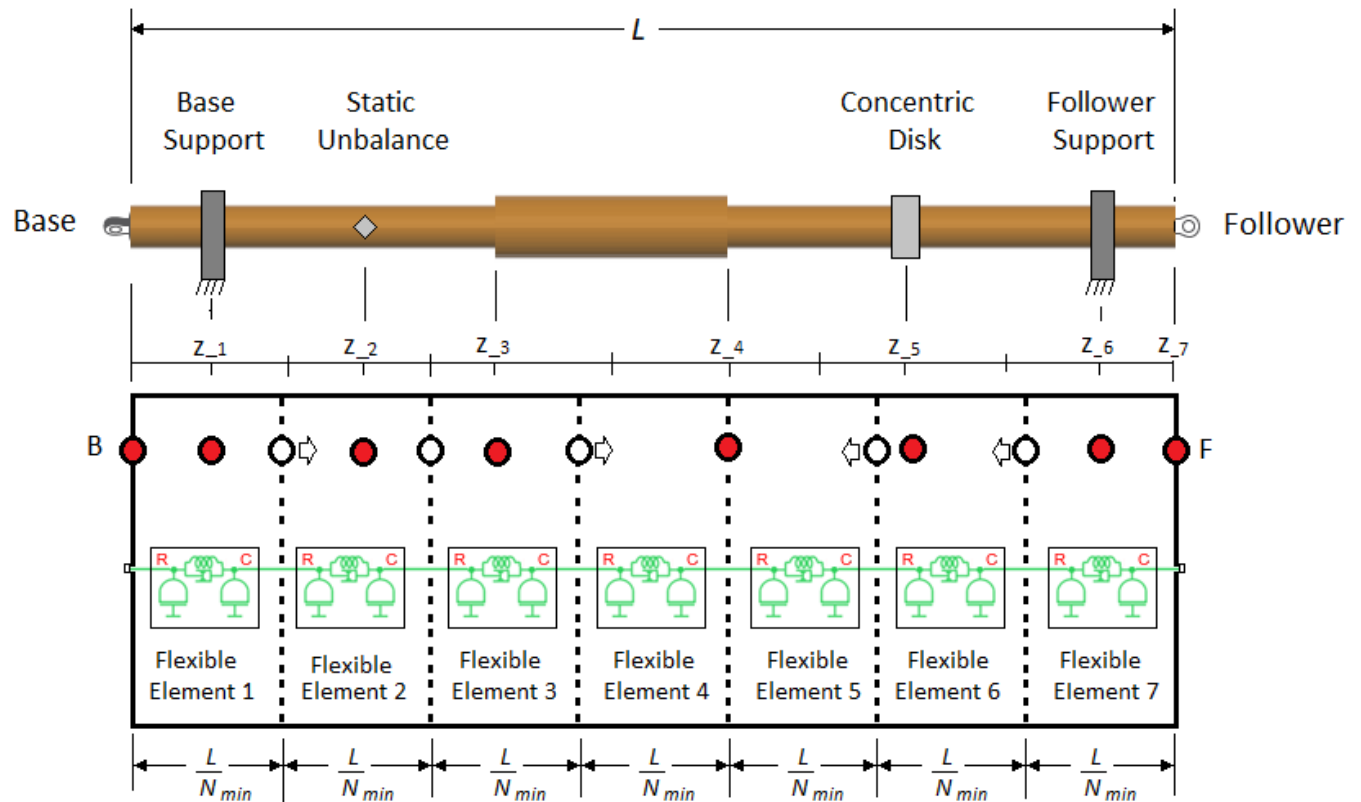 L
Base
Support
Static
Unbalance
Concentric
Disk
Follower
Support
Base
Follower
z_1 z_2 z_3 z_4 z_5 z_6 z_7
B F
R C R C R C R C R C R C R C
Flexible
Element 1
Flexible
Element 2
Flexible
Element 3
Flexible
Element 4
Flexible
Element 5
Flexible
Element 6
Flexible
Element 7
L L L L L L L
N min N min N min N min N min N min N min